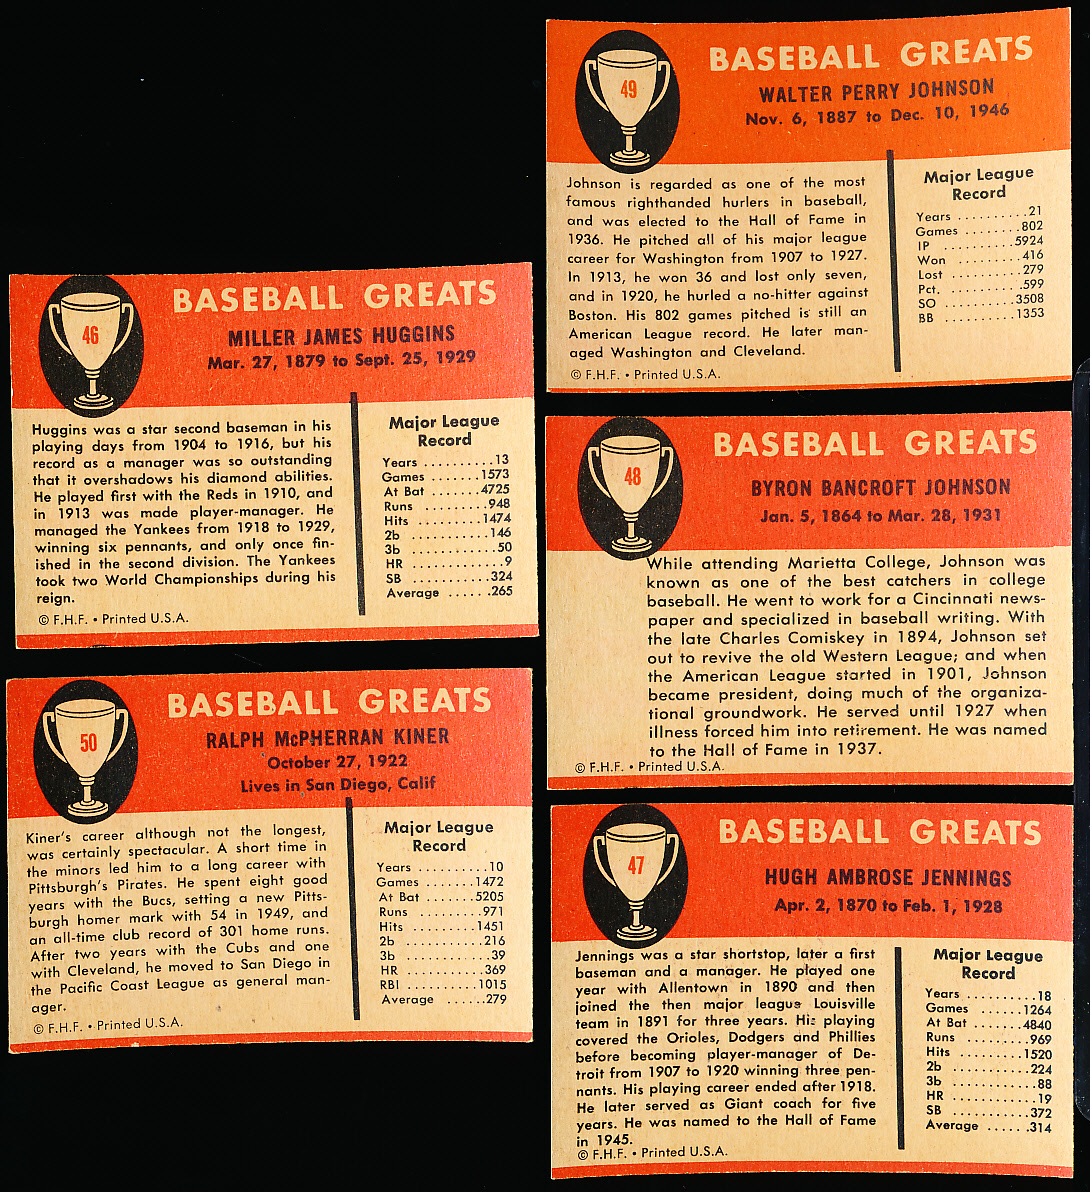 49
BASEBALL GREATS
WALTER PERRY JOHNSON
Nov. 6, 1887 to Dec. 10, 1946
Johnson is regarded as one of the most
famous righthanded hurlers in baseball,
and was elected to the Hall of Fame in
1936. He pitched all of his major league
career for Washington from 1907 to 1927.
In 1913, he won 36 and lost only seven,
and in 1920, he hurled a no-hitter against
Boston. His 802 games pitched is still an
American League record. He later man-
aged Washington and Cleveland.
© F.H.F. • Printed U.S.A.
Major League
Record
Years ..........21
Games ........802
IP ..........5924
Won .........416
Lost ..........279
Pct. ..........599
SO ..........3508
BB ..........1353
46
BASEBALL GREATS
MILLER JAMES HUGGINS
Mar. 27, 1879 to Sept. 25, 1929
Huggins was a star second baseman in his
playing days from 1904 to 1916, but his
record as a manager was so outstanding
that it overshadows his diamond abilities.
He played first with the Reds in 1910, and
in 1913 was made player-manager. He
managed the Yankees from 1918 to 1929,
winning six pennants, and only once fin-
ished in the second division. The Yankees
took two World Championships during his
reign.
© F.H.F. • Printed U.S.A.
Major League
Record
Years ..........13
Games ........1573
At Bat .......4725
Runs .........948
Hits .........1474
2b ...........146
3b ............50
HR .............9
SB ...........324
Average ......265
48
BASEBALL GREATS
BYRON BANCROFT JOHNSON
Jan. 5, 1864 to Mar. 28, 1931
While attending Marietta College, Johnson was
known as one of the best catchers in college
baseball. He went to work for a Cincinnati news-
paper and specialized in baseball writing. With
the late Charles Comiskey in 1894, Johnson set
out to revive the old Western League; and when
the American League started in 1901, Johnson
became president, doing much of the organiza-
tional groundwork. He served until 1927 when
illness forced him into retirement. He was named
to the Hall of Fame in 1937.
© F.H.F. • Printed U.S.A.
50
BASEBALL GREATS
RALPH McPHERRAN KINER
October 27, 1922
Lives in San Diego, Calif
Kiner's career although not the longest,
was certainly spectacular. A short time in
the minors led him to a long career with
Pittsburgh's Pirates. He spent eight good
years with the Bucs, setting a new Pitts-
burgh homer mark with 54 in 1949, and
an all-time club record of 301 home runs.
After two years with the Cubs and one
with Cleveland, he moved to San Diego in
the Pacific Coast League as general man-
ager.
© F.H.F. • Printed U.S.A.
Major League
Record
Years ..........10
Games .......1472
At Bat .......5205
Runs .........971
Hits .........1451
2b ...........216
3b ............39
HR ...........369
RBI .........1015
Average ......279
47
BASEBALL GREATS
HUGH AMBROSE JENNINGS
Apr. 2, 1870 to Feb. 1, 1928
Jennings was a star shortstop, later a first
baseman and a manager. He played one
year with Allentown in 1890 and then
joined the then major league Louisville
team in 1891 for three years. His playing
covered the Orioles, Dodgers and Phillies
before becoming player-manager of De-
troit from 1907 to 1920 winning three pen-
nants. His playing career ended after 1918.
He later served as Giant coach for five
years. He was named to the Hall of Fame
in 1945.
© F.H.F. • Printed U.S.A.
Major League
Record
Years ..........18
Games ......1264
At Bat .......4840
Runs .........969
Hits .........1520
2b ...........224
3b ............88
HR ............19
SB ...........372
Average ......314